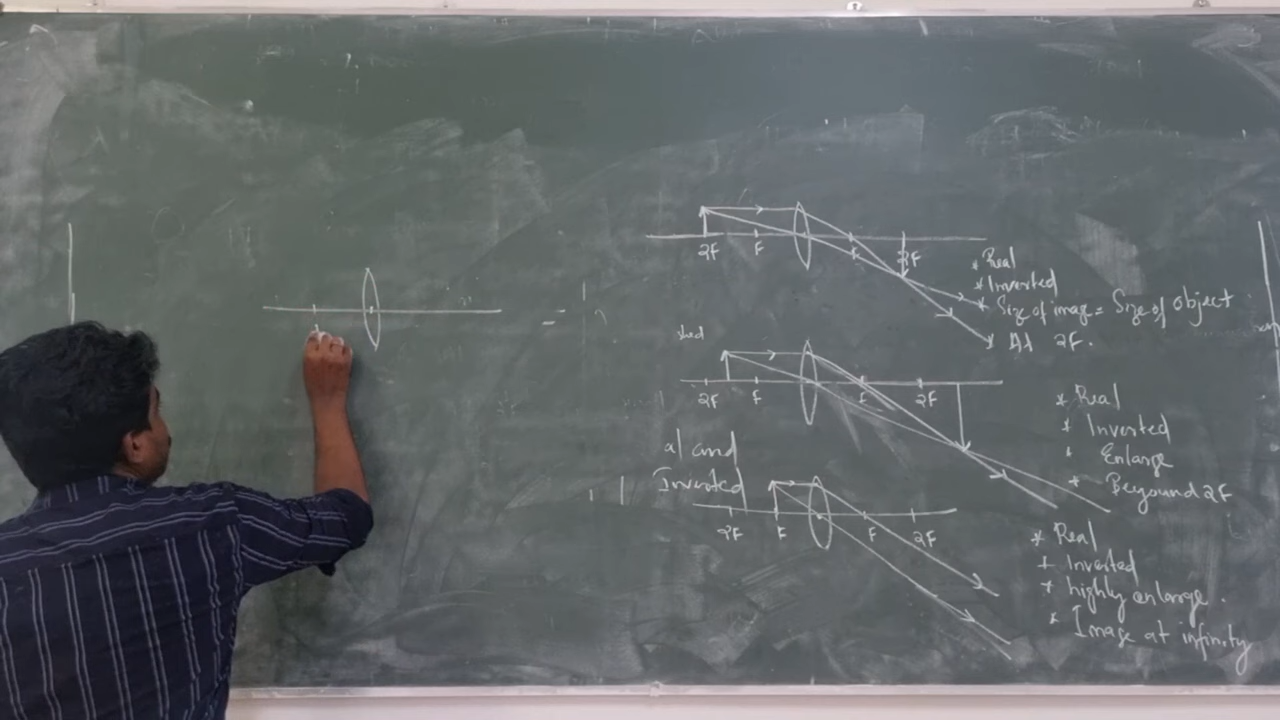 2F F F 2F
* Real
* Inverted
* Size of image = Size of object
* At 2F.
2F F F 2F
* Real
* Inverted
* Enlarge
* Beyound 2F
al and
Inverted
2F F F 2F
* Real
* Inverted
* highly enlarge.
* Image at infinity